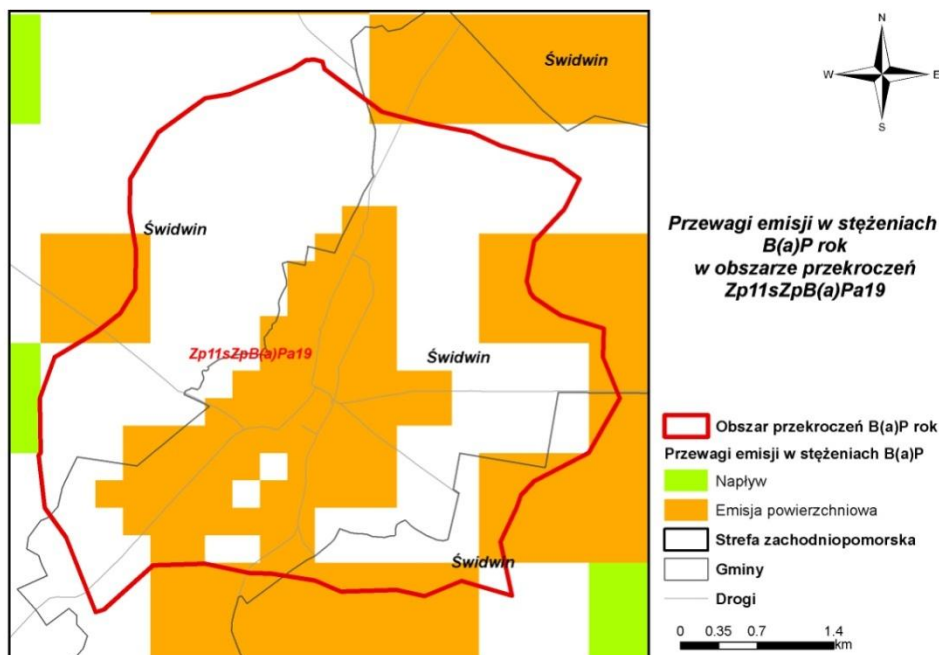 Świdwin
Świdwin
Zp11sZpB(a)Pa19
Świdwin
Świdwin
N
W
E
S
Przewagi emisji w stężeniach
B(a)P rok
w obszarze przekroczeń
Zp11sZpB(a)Pa19
Obszar przekroczeń B(a)P rok
Przewagi emisji w stężeniach B(a)P
Napływ
Emisja powierzchniowa
Strefa zachodniopomorska
Gminy
Drogi
0 0.35 0.7 1.4
km